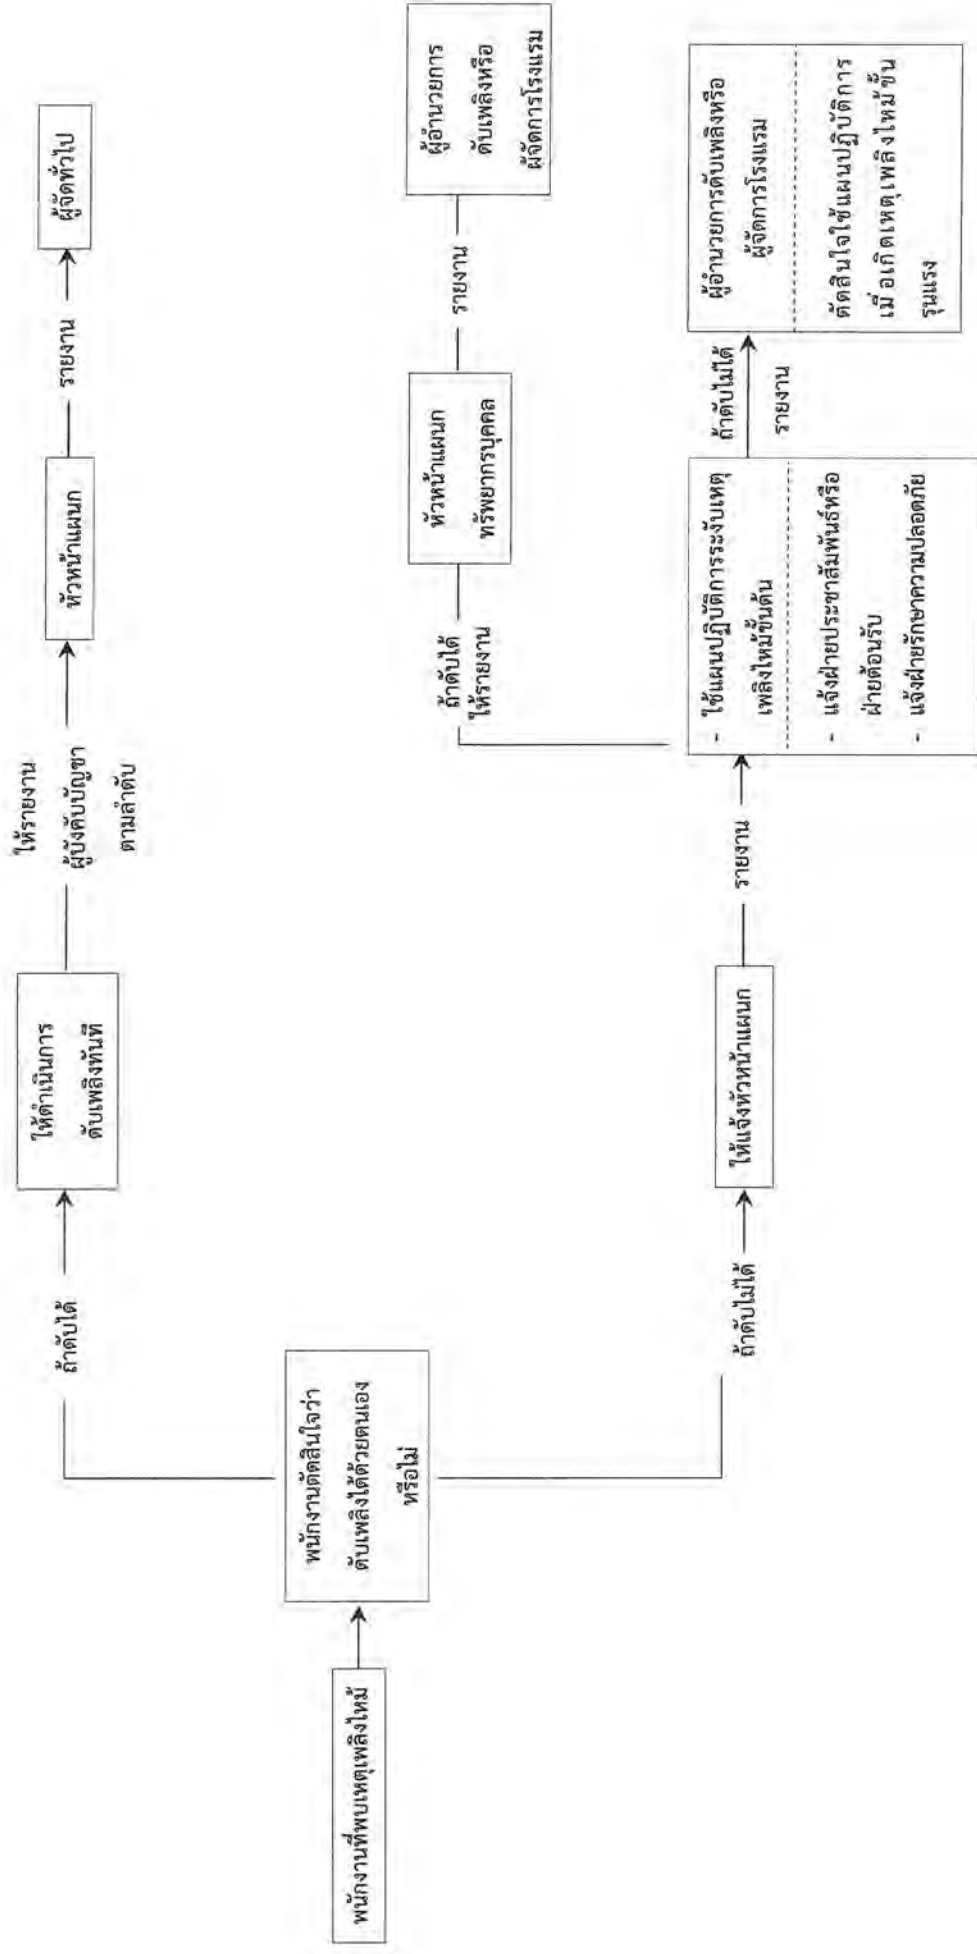 พนักงานที่พบเหตุเพลิงไหม้
พนักงานตัดสินใจว่า
ดับเพลิงได้ด้วยตนเอง
หรือไม่
ถ้าดับได้
ให้ดำเนินการ
ดับเพลิงทันที
ให้รายงาน
ผู้บังคับบัญชา
ตามลำดับ
หัวหน้าแผนก
รายงาน
ผู้จัดทั่วไป
ถ้าดับไม่ได้
ให้แจ้งหัวหน้าแผนก
รายงาน
- ใช้แผนปฏิบัติการระงับเหตุ
เพลิงไหม้ขั้นต้น
- แจ้งฝ่ายประชาสัมพันธ์หรือ
ฝ่ายต้อนรับ
- แจ้งฝ่ายรักษาความปลอดภัย
ถ้าดับได้
ให้รายงาน
หัวหน้าแผนก
ทรัพยากรบุคคล
รายงาน
ผู้อำนวยการ
ดับเพลิงหรือ
ผู้จัดการโรงแรม
ถ้าดับไม่ได้
รายงาน
ผู้อำนวยการดับเพลิงหรือ
ผู้จัดการโรงแรม
ตัดสินใจใช้แผนปฏิบัติการ
เมื่อเกิดเหตุเพลิงไหม้ขั้น
รุนแรง